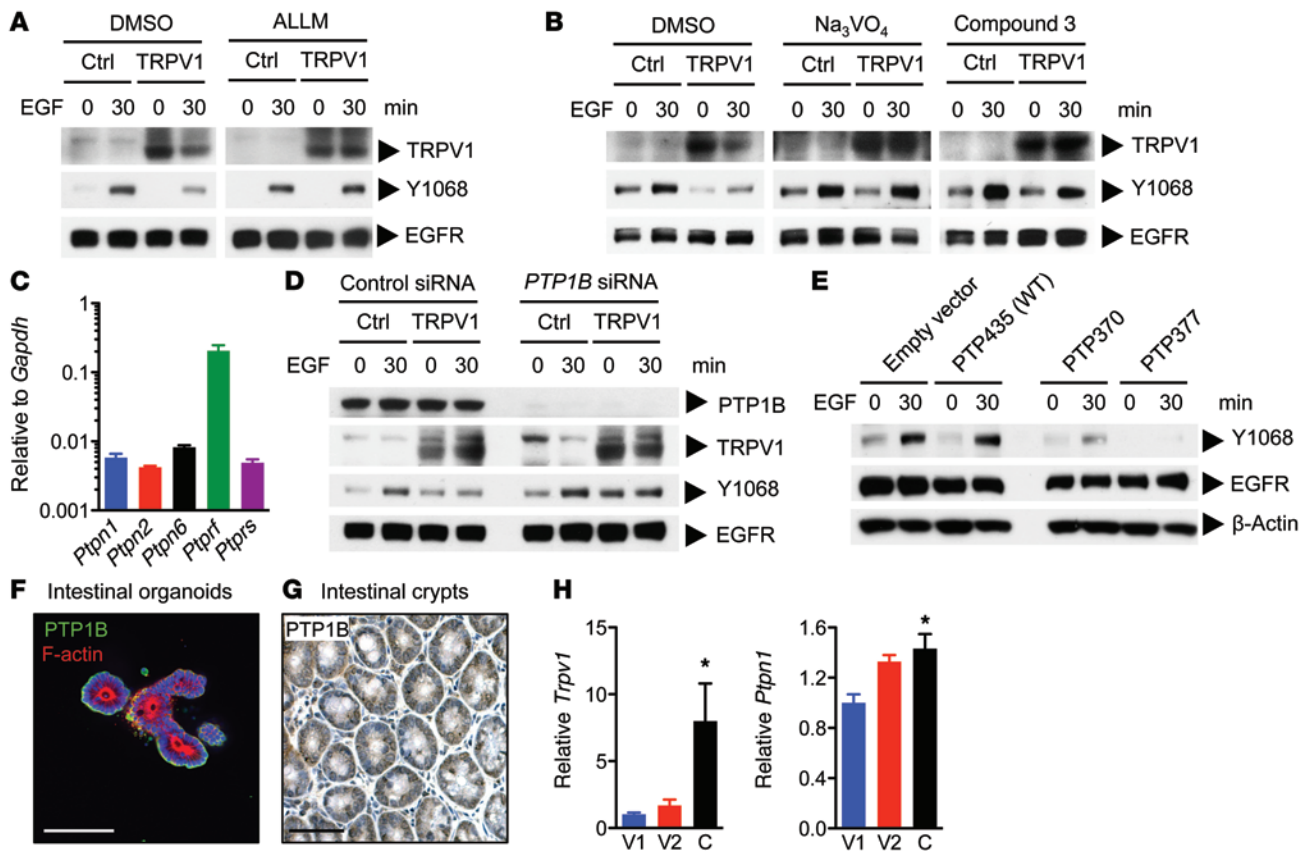 A
DMSO ALLM
Ctrl TRPV1 Ctrl TRPV1
EGF 0 30 0 30 0 30 0 30 min
TRPV1
Y1068
EGFR
B
DMSO Na3VO4 Compound 3
Ctrl TRPV1 Ctrl TRPV1 Ctrl TRPV1
EGF 0 30 0 30 0 30 0 30 0 30 0 30 min
TRPV1
Y1068
EGFR
C
Relative to Gapdh
1
0.1
0.01
0.001
Ptpn1 Ptpn2 Ptpn6 Ptprf Ptprs
D
Control siRNA PTP1B siRNA
Ctrl TRPV1 Ctrl TRPV1
EGF 0 30 0 30 0 30 0 30 min
PTP1B
TRPV1
Y1068
EGFR
E
Empty vector PTP435 (WT) PTP370 PTP377
EGF 0 30 0 30 0 30 0 30 min
Y1068
EGFR
β-Actin
F Intestinal organoids
PTP1B
F-actin
G Intestinal crypts
PTP1B
H
Relative Trpv1
15
10
5
0
*
V1 V2 C
Relative Ptpn1
1.6
1.2
0.8
0.4
0
*
V1 V2 C